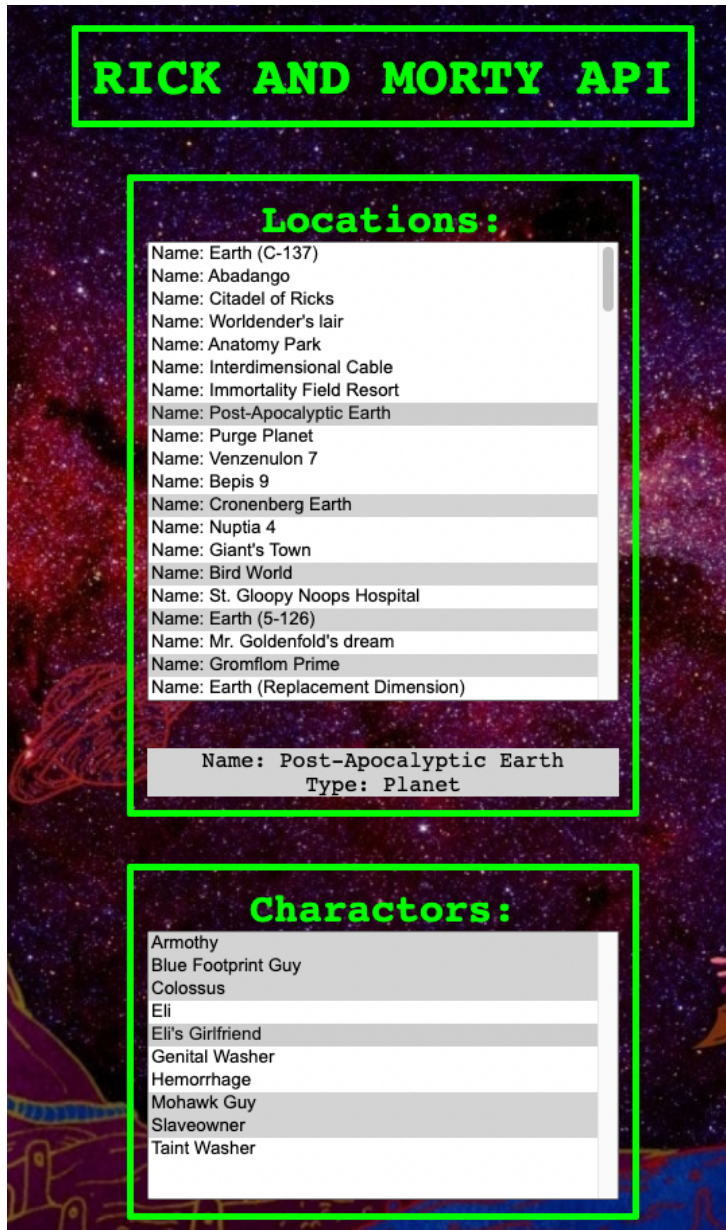 RICK AND MORTY API
Locations:
Name: Earth (C-137)
Name: Abadango
Name: Citadel of Ricks
Name: Worldender's lair
Name: Anatomy Park
Name: Interdimensional Cable
Name: Immortality Field Resort
Name: Post-Apocalyptic Earth
Name: Purge Planet
Name: Venzenulon 7
Name: Bepis 9
Name: Cronenberg Earth
Name: Nuptia 4
Name: Giant's Town
Name: Bird World
Name: St. Gloopy Noops Hospital
Name: Earth (5-126)
Name: Mr. Goldenfold's dream
Name: Gromflom Prime
Name: Earth (Replacement Dimension)
Name: Post-Apocalyptic Earth
Type: Planet
Charactors:
Armothy
Blue Footprint Guy
Colossus
Eli
Eli's Girlfriend
Genital Washer
Hemorrhage
Mohawk Guy
Slaveowner
Taint Washer